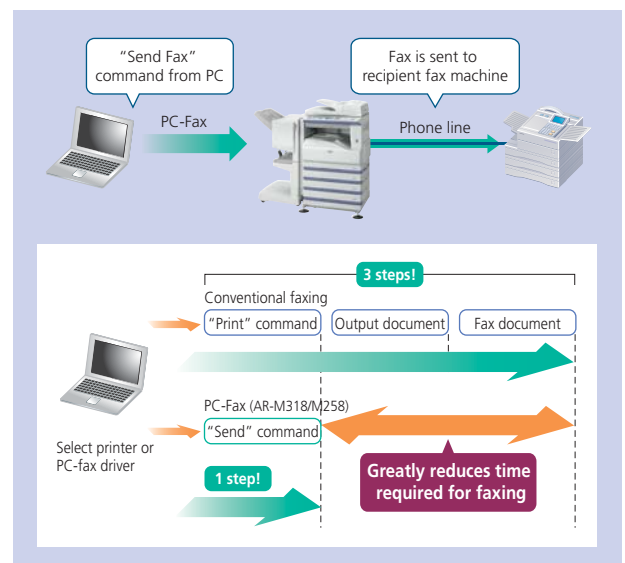 “Send Fax”
command from PC
Fax is sent to
recipient fax machine
PC-Fax
Phone line
3 steps!
Conventional faxing
“Print” command
Output document
Fax document
PC-Fax (AR-M318/M258)
“Send” command
Select printer or
PC-fax driver
1 step!
Greatly reduces time
required for faxing